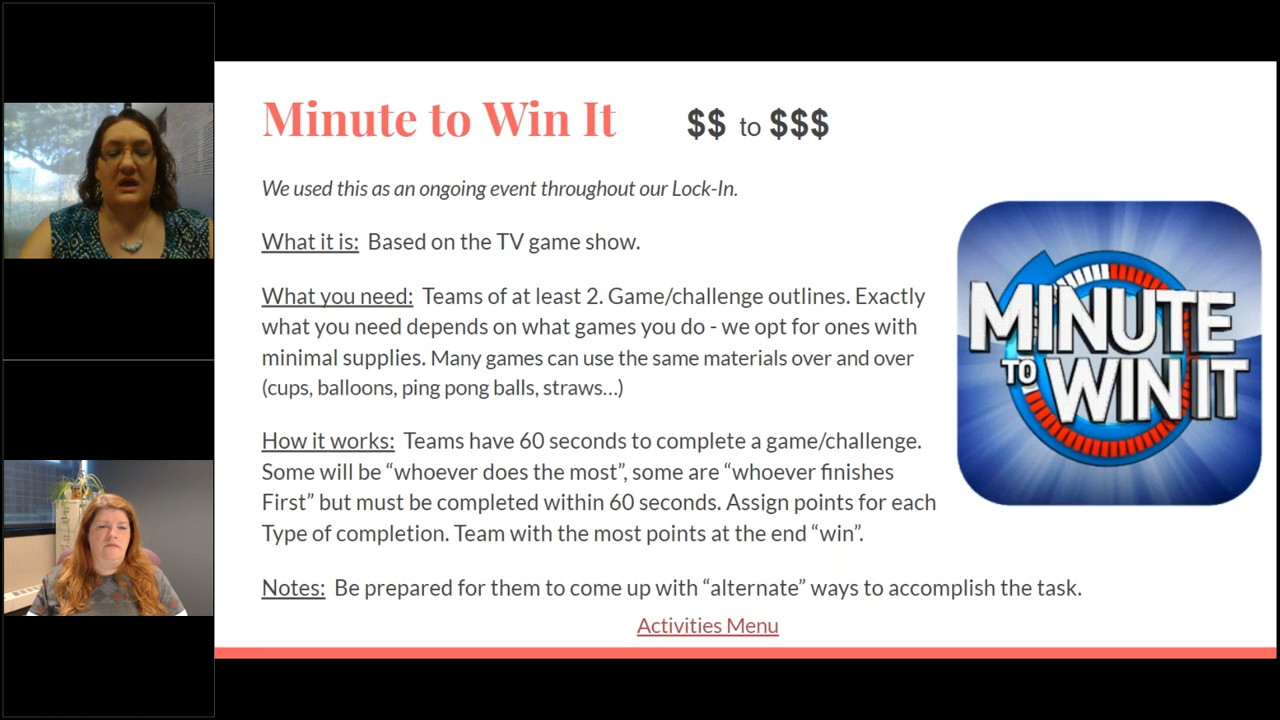 Minute to Win It $$ to $$$
We used this as an ongoing event throughout our Lock-In.
What it is: Based on the TV game show.
What you need: Teams of at least 2. Game/challenge outlines. Exactly
what you need depends on what games you do - we opt for ones with
minimal supplies. Many games can use the same materials over and over
(cups, balloons, ping pong balls, straws...)
How it works: Teams have 60 seconds to complete a game/challenge.
Some will be “whoever does the most”, some are “whoever finishes
First” but must be completed within 60 seconds. Assign points for each
Type of completion. Team with the most points at the end “win”.
Notes: Be prepared for them to come up with “alternate” ways to accomplish the task.
Activities Menu
MINUTE
TO WIN IT